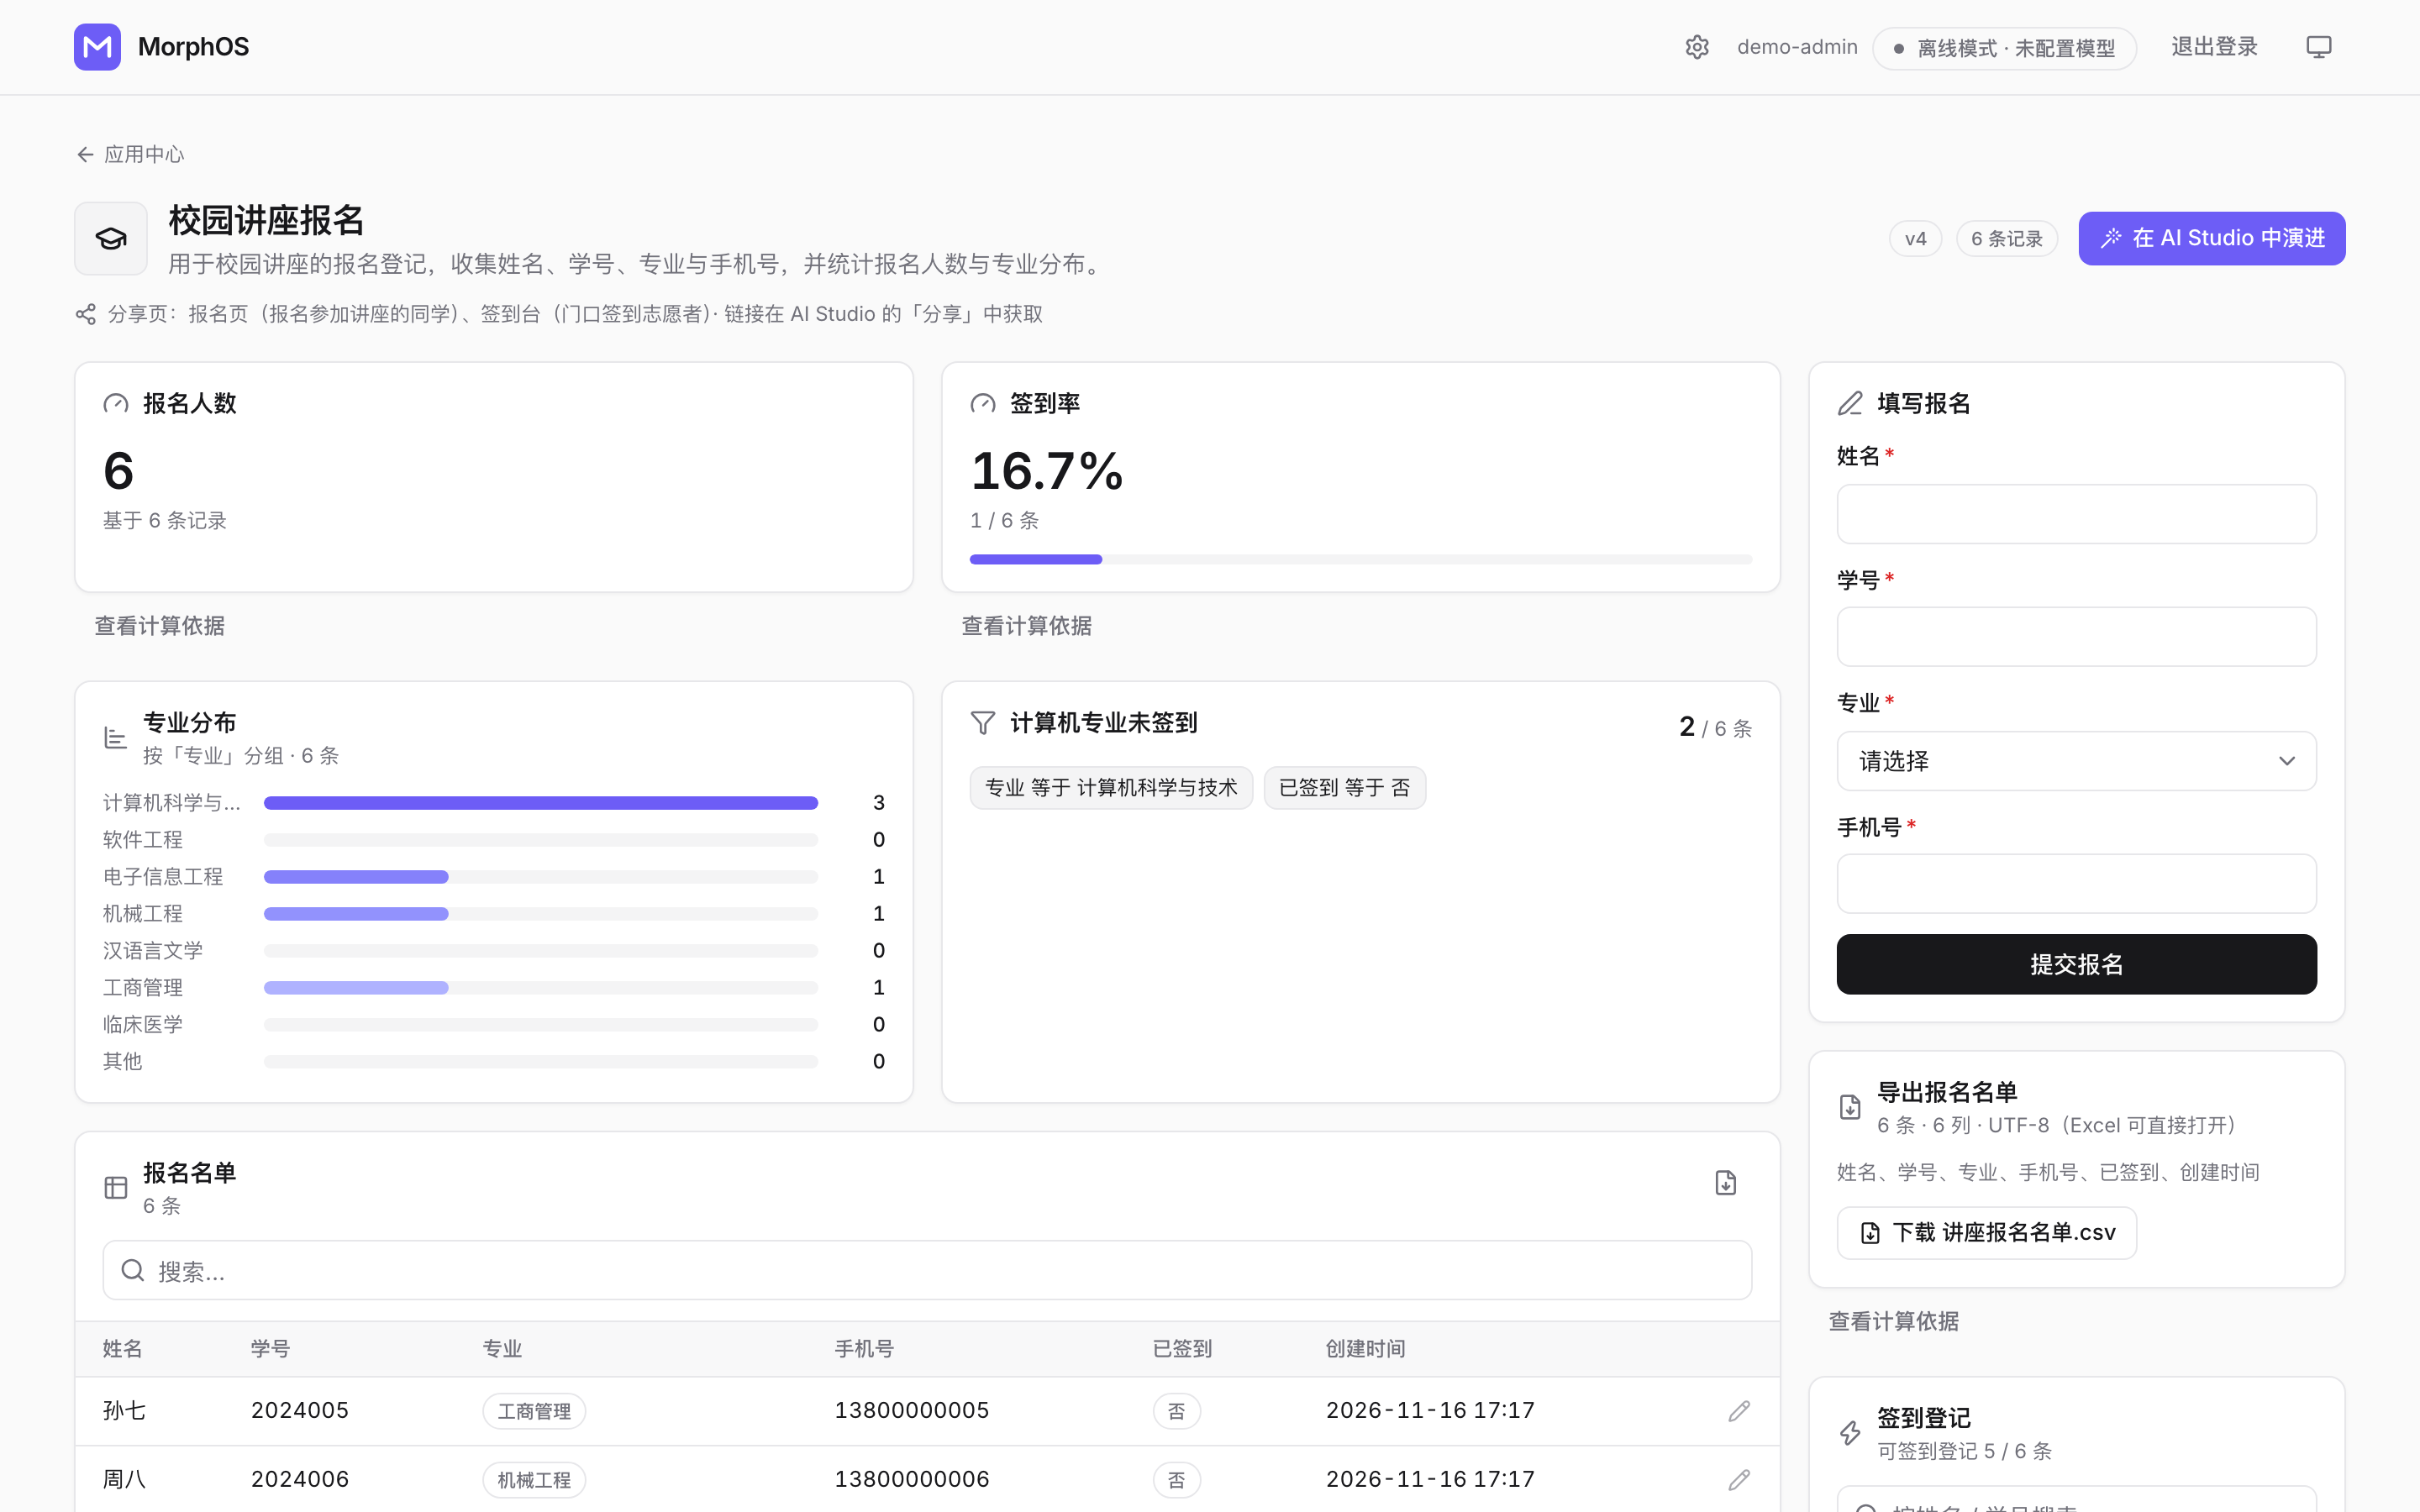 MorphOS
demo-admin
离线模式 · 未配置模型
退出登录
应用中心
校园讲座报名
用于校园讲座的报名登记，收集姓名、学号、专业与手机号，并统计报名人数与专业分布。
v4
6 条记录
在 AI Studio 中演进
分享页：报名页（报名参加讲座的同学）、签到台（门口签到志愿者）· 链接在 AI Studio 的「分享」中获取
报名人数
6
基于 6 条记录
查看计算依据
签到率
16.7%
1 / 6 条
查看计算依据
专业分布
按「专业」分组 · 6 条
计算机科学与... 3
软件工程 0
电子信息工程 1
机械工程 1
汉语言文学 0
工商管理 1
临床医学 0
其他 0
计算机专业未签到
2 / 6 条
专业 等于 计算机科学与技术
已签到 等于 否
报名名单
6 条
搜索...
姓名 学号 专业 手机号 已签到 创建时间
孙七 2024005 工商管理 13800000005 否 2026-11-16 17:17
周八 2024006 机械工程 13800000006 否 2026-11-16 17:17
填写报名
姓名*
学号*
专业*
请选择
手机号*
提交报名
导出报名名单
6 条 · 6 列 · UTF-8（Excel 可直接打开）
姓名、学号、专业、手机号、已签到、创建时间
下载 讲座报名名单.csv
查看计算依据
签到登记
可签到登记 5 / 6 条